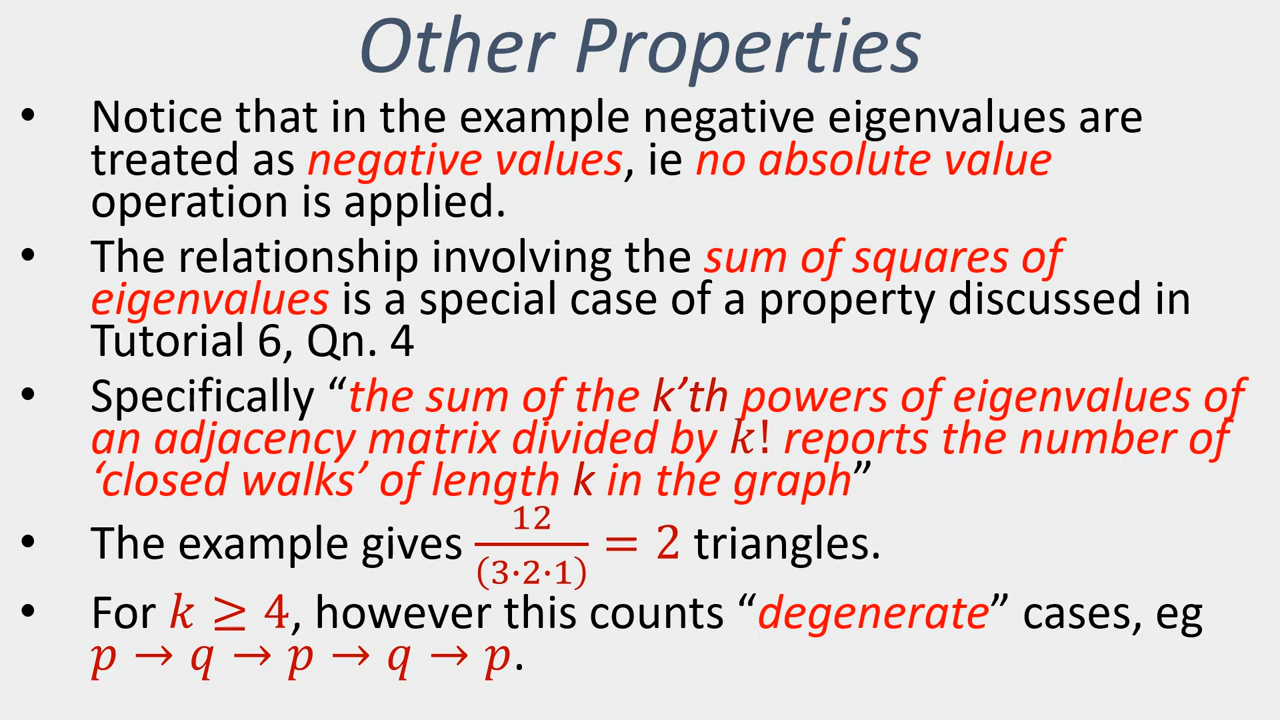 Other Properties
• Notice that in the example negative eigenvalues are
treated as negative values, ie no absolute value
operation is applied.
• The relationship involving the sum of squares of
eigenvalues is a special case of a property discussed in
Tutorial 6, Qn. 4
• Specifically “the sum of the k’th powers of eigenvalues of
an adjacency matrix divided by k! reports the number of
‘closed walks’ of length k in the graph”
• The example gives 12/(3·2·1) = 2 triangles.
• For k ≥ 4, however this counts “degenerate” cases, eg
p → q → p → q → p.